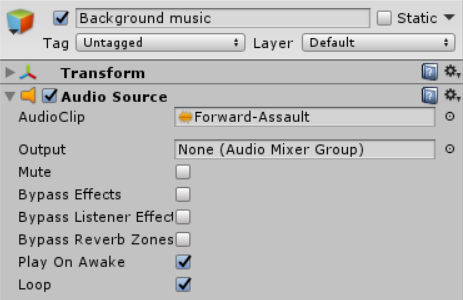 Background music Static
Tag Untagged Layer Default
Transform
Audio Source
AudioClip Forward-Assault
Output None (Audio Mixer Group)
Mute
Bypass Effects
Bypass Listener Effect
Bypass Reverb Zones
Play On Awake
Loop